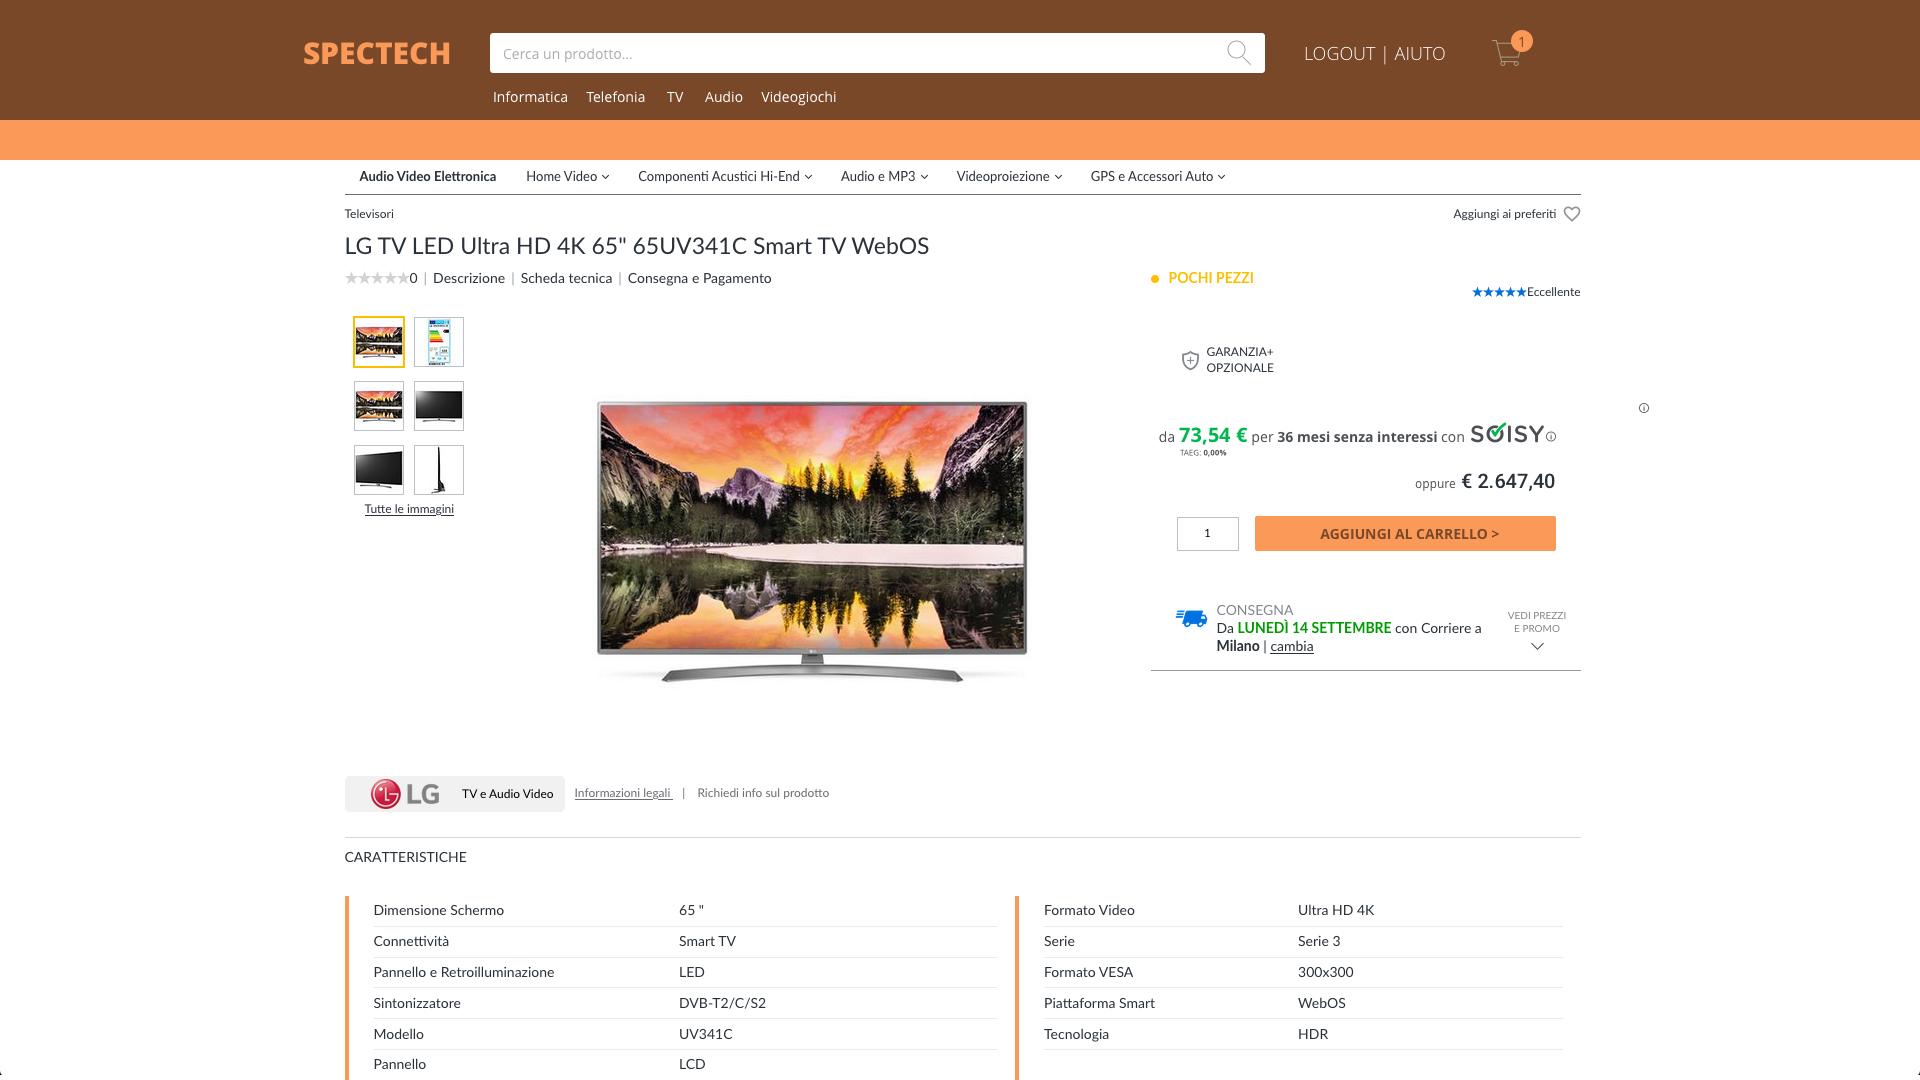 SPECTECH
Cerca un prodotto...
LOGOUT | AIUTO
1
Informatica Telefonia TV Audio Videogiochi
Audio Video Elettronica Home Video Componenti Acustici Hi-End Audio e MP3 Videoproiezione GPS e Accessori Auto
Televisori
Aggiungi ai preferiti
LG TV LED Ultra HD 4K 65" 65UV341C Smart TV WebOS
0 | Descrizione | Scheda tecnica | Consegna e Pagamento
POCHI PEZZI
Eccellente
GARANZIA+
OPZIONALE
da 73,54 € per 36 mesi senza interessi con SOISY
TAEG: 0,00%
oppure € 2.647,40
1
AGGIUNGI AL CARRELLO >
Tutte le immagini
CONSEGNA
Da LUNEDÌ 14 SETTEMBRE con Corriere a
Milano | cambia
VEDI PREZZI
E PROMO
LG TV e Audio Video Informazioni legali | Richiedi info sul prodotto
CARATTERISTICHE
Dimensione Schermo 65 "
Connettività Smart TV
Pannello e Retroilluminazione LED
Sintonizzatore DVB-T2/C/S2
Modello UV341C
Pannello LCD
Formato Video Ultra HD 4K
Serie Serie 3
Formato VESA 300x300
Piattaforma Smart WebOS
Tecnologia HDR